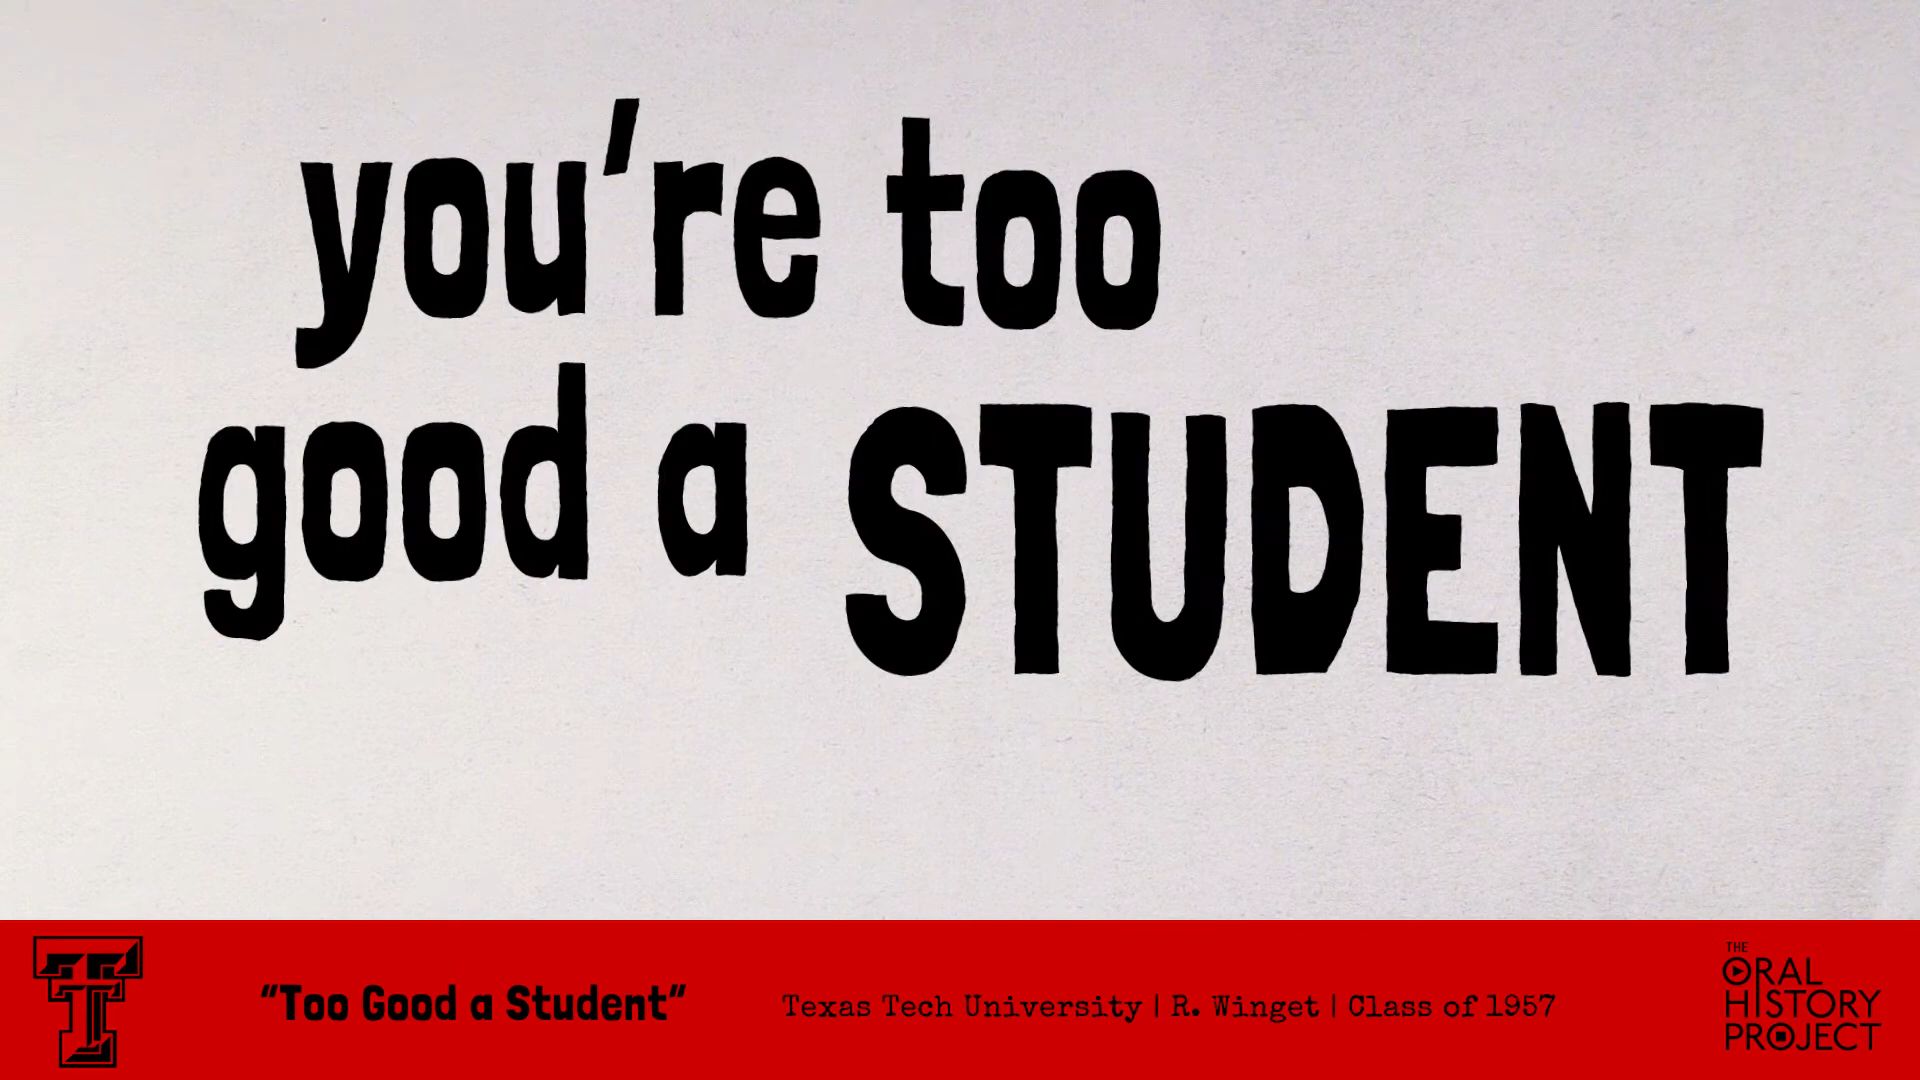 you're too
good a STUDENT
"Too Good a Student"
Texas Tech University | R. Winget | Class of 1957
THE
ORAL
HISTORY
PROJECT